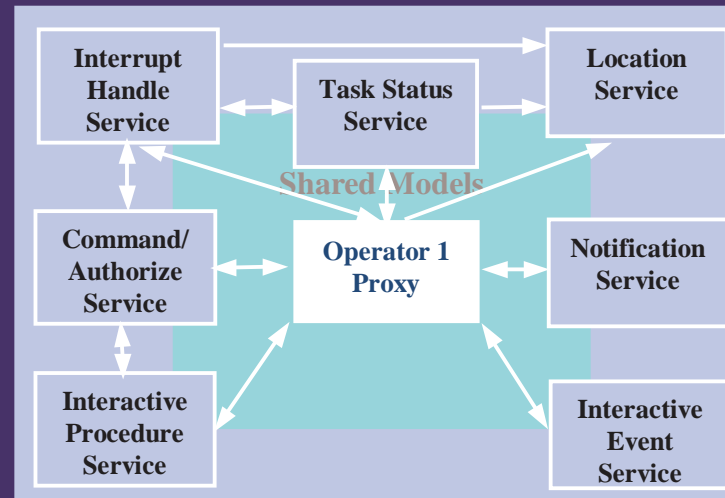 Interrupt
Handle
Service
Task Status
Service
Location
Service
Shared Models
Command/
Authorize
Service
Operator 1
Proxy
Notification
Service
Interactive
Procedure
Service
Interactive
Event
Service